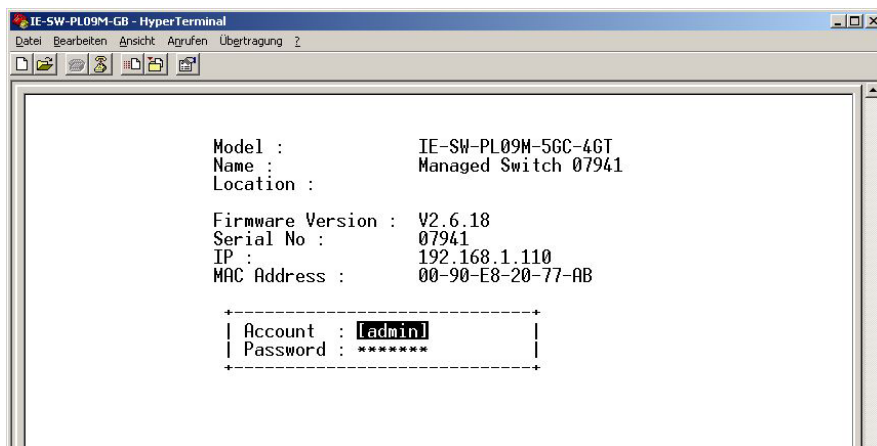 IE-SW-PL09M-GB - HyperTerminal
Datei Bearbeiten Ansicht Anrufen Übertragung ?
Model : IE-SW-PL09M-5GC-4GT
Name : Managed Switch 07941
Location :
Firmware Version : V2.6.18
Serial No : 07941
IP : 192.168.1.110
MAC Address : 00-90-E8-20-77-AB
+-----------------------------+
| Account : [admin] |
| Password : ******* |
+-----------------------------+